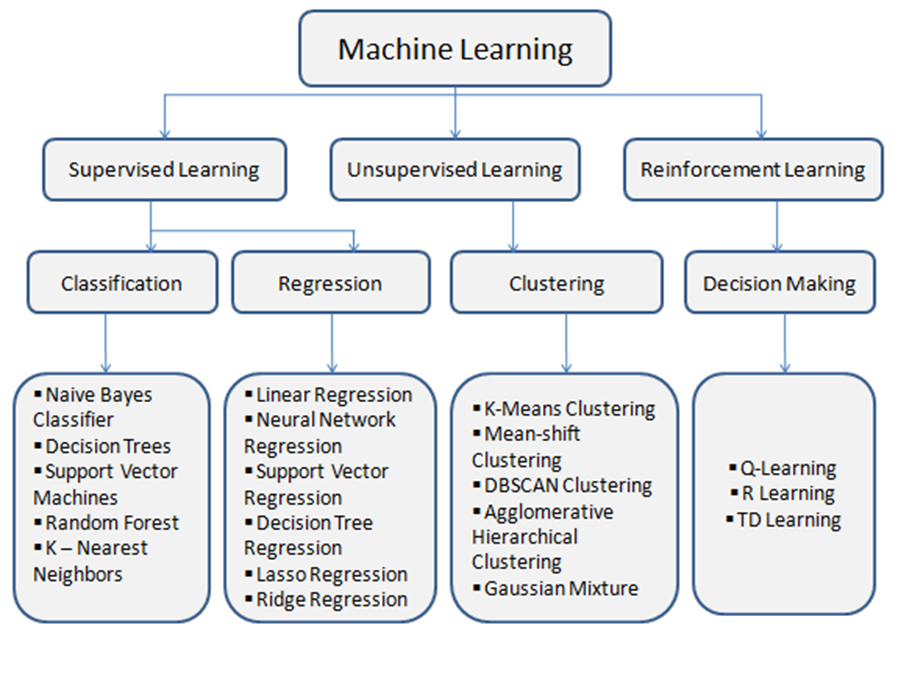 Machine Learning
Supervised Learning
Unsupervised Learning
Reinforcement Learning
Classification
Regression
Clustering
Decision Making
▪ Naive Bayes
Classifier
▪ Decision Trees
▪ Support Vector
Machines
▪ Random Forest
▪ K – Nearest
Neighbors
▪ Linear Regression
▪ Neural Network
Regression
▪ Support Vector
Regression
▪ Decision Tree
Regression
▪ Lasso Regression
▪ Ridge Regression
▪ K-Means Clustering
▪ Mean-shift
Clustering
▪ DBSCAN Clustering
▪ Agglomerative
Hierarchical
Clustering
▪ Gaussian Mixture
▪ Q-Learning
▪ R Learning
▪ TD Learning